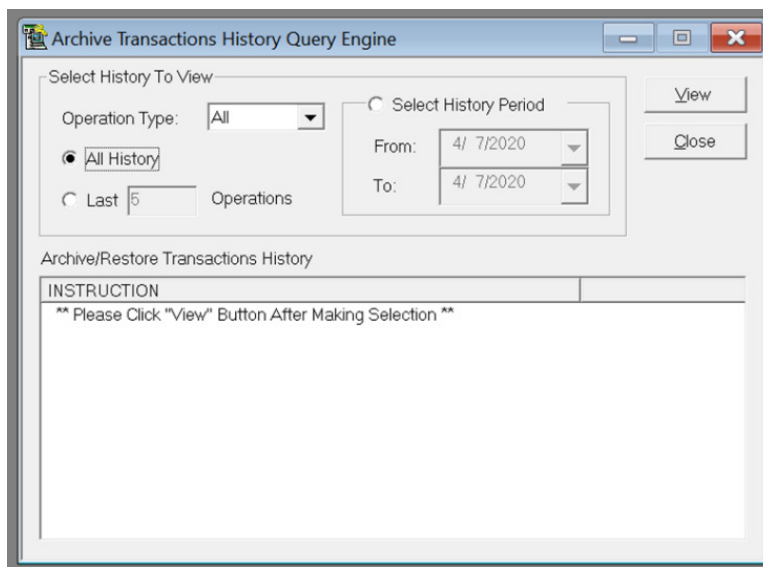 Archive Transactions History Query Engine
Select History To View
Operation Type: All
All History
Last 5 Operations
Select History Period
From: 4/ 7/2020
To: 4/ 7/2020
View
Close
Archive/Restore Transactions History
INSTRUCTION
** Please Click "View" Button After Making Selection **